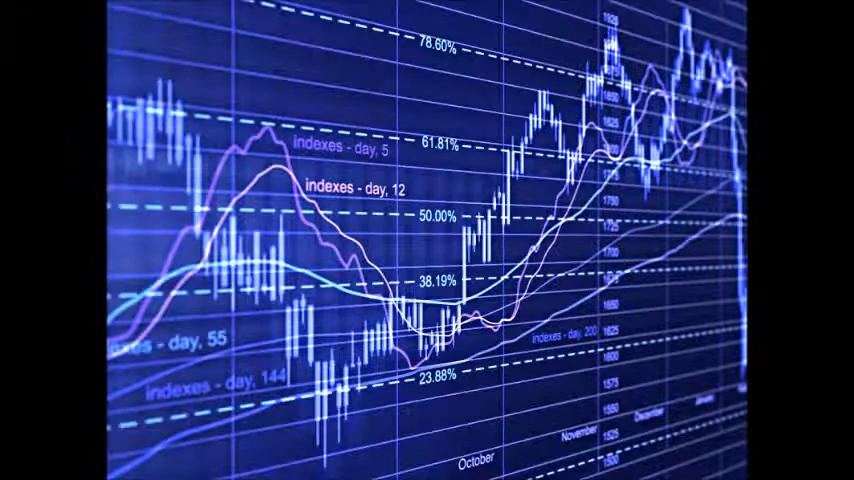 78.60%
61.81%
indexes - day, 5
indexes - day, 12
50.00%
38.19%
indexes - day, 55
indexes - day, 144
indexes - day, 200
23.88%
1925
1850
1825
1750
1725
1700
1650
1625
1600
1575
1550
1525
1500
October
November
December
January